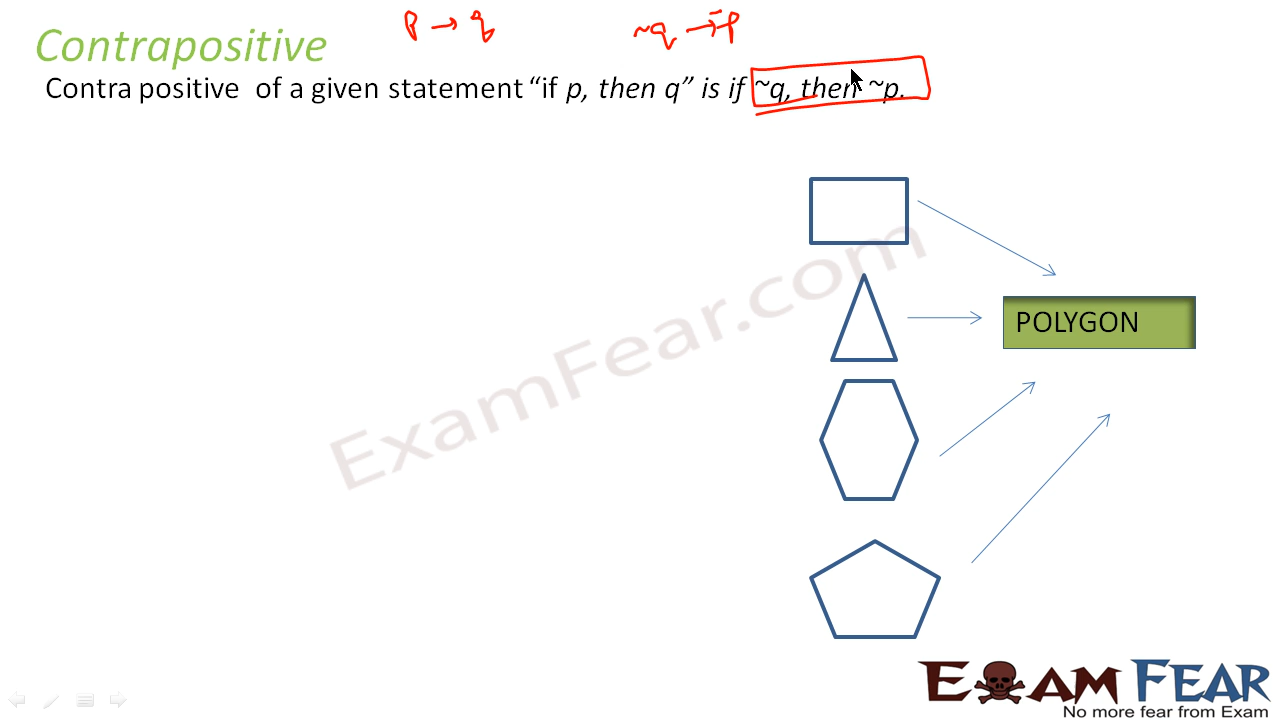 p → q ~q → ~p
Contrapositive
Contra positive of a given statement “if p, then q” is if ~q, then ~p.
ExamFear.com
POLYGON
EXAM FEAR
No more fear from Exam